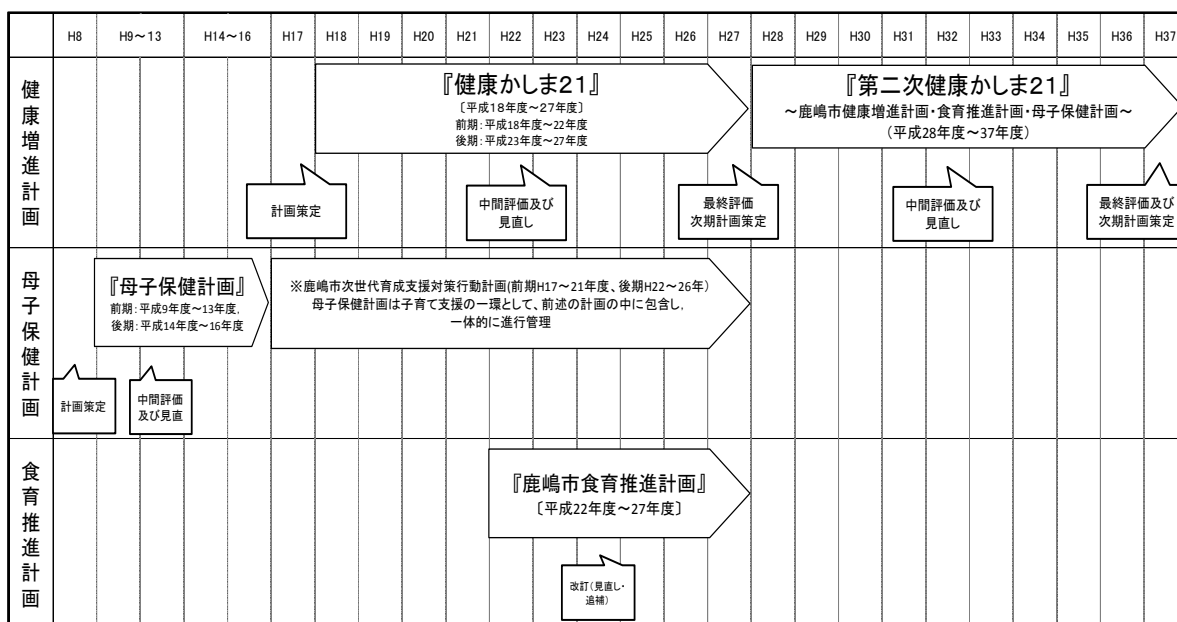 H8 H9～13 H14～16 H17 H18 H19 H20 H21 H22 H23 H24 H25 H26 H27 H28 H29 H30 H31 H32 H33 H34 H35 H36 H37
健康増進計画
『健康かしま21』
〔平成18年度～27年度〕
前期：平成18年度～22年度
後期：平成23年度～27年度
『第二次健康かしま21』
～鹿嶋市健康増進計画・食育推進計画・母子保健計画～
（平成28年度～37年度）
計画策定
中間評価及び
見直し
最終評価
次期計画策定
中間評価及び
見直し
最終評価及び
次期計画策定
母子保健計画
『母子保健計画』
前期：平成9年度～13年度,
後期：平成14年度～16年度
※鹿嶋市次世代育成支援対策行動計画(前期H17～21年度、後期H22～26年）
母子保健計画は子育て支援の一環として、前述の計画の中に包含し,
一体的に進行管理
計画策定
中間評価
及び見直
食育推進計画
『鹿嶋市食育推進計画』
〔平成22年度～27年度〕
改訂（見直し・
追補）